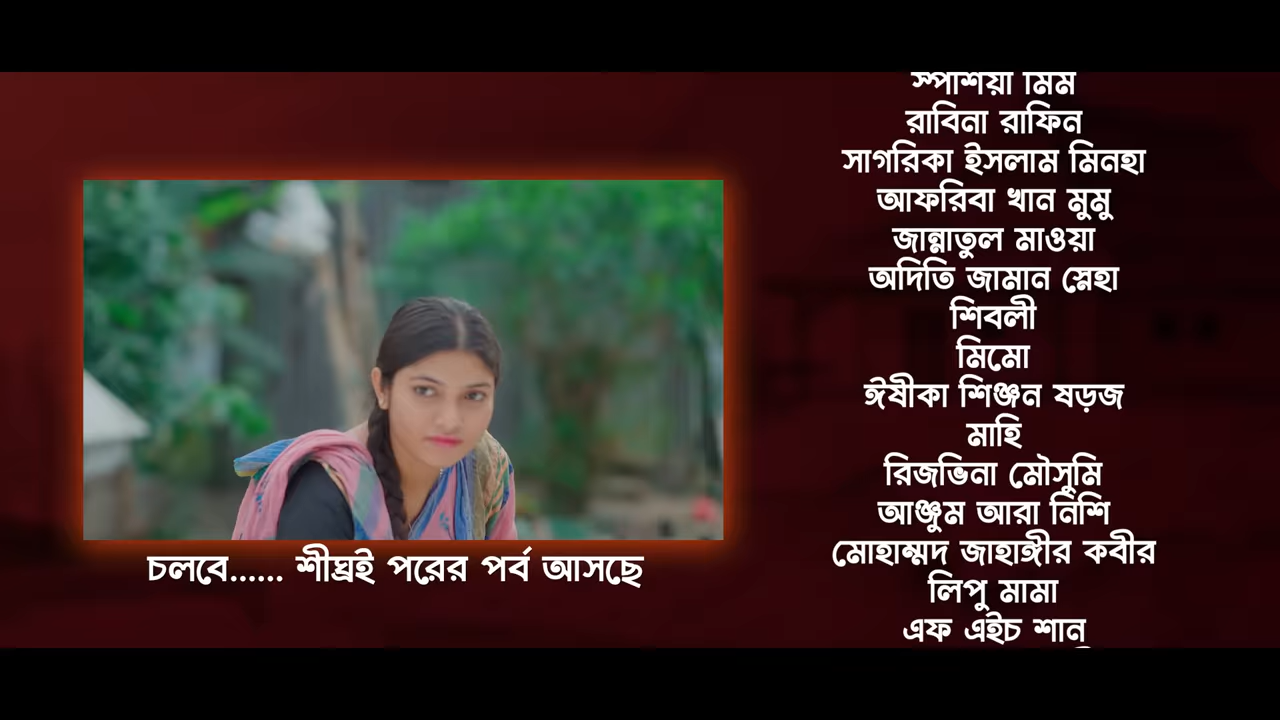 চলবে...... শীঘ্রই পরের পর্ব আসছে
স্পর্শিয়া মিম
রাবিনা রাফিন
সাগরিকা ইসলাম মিনহা
আফরিবা খান মুমু
জান্নাতুল মাওয়া
অদিতি জামান স্নেহা
শিবলী
মিমো
ঈষীকা শিঞ্জন ষড়জ
মাহি
রিজভিনা মৌসুমি
আঞ্জুম আরা নিশি
মোহাম্মদ জাহাঙ্গীর কবীর
লিপু মামা
এফ এইচ শান